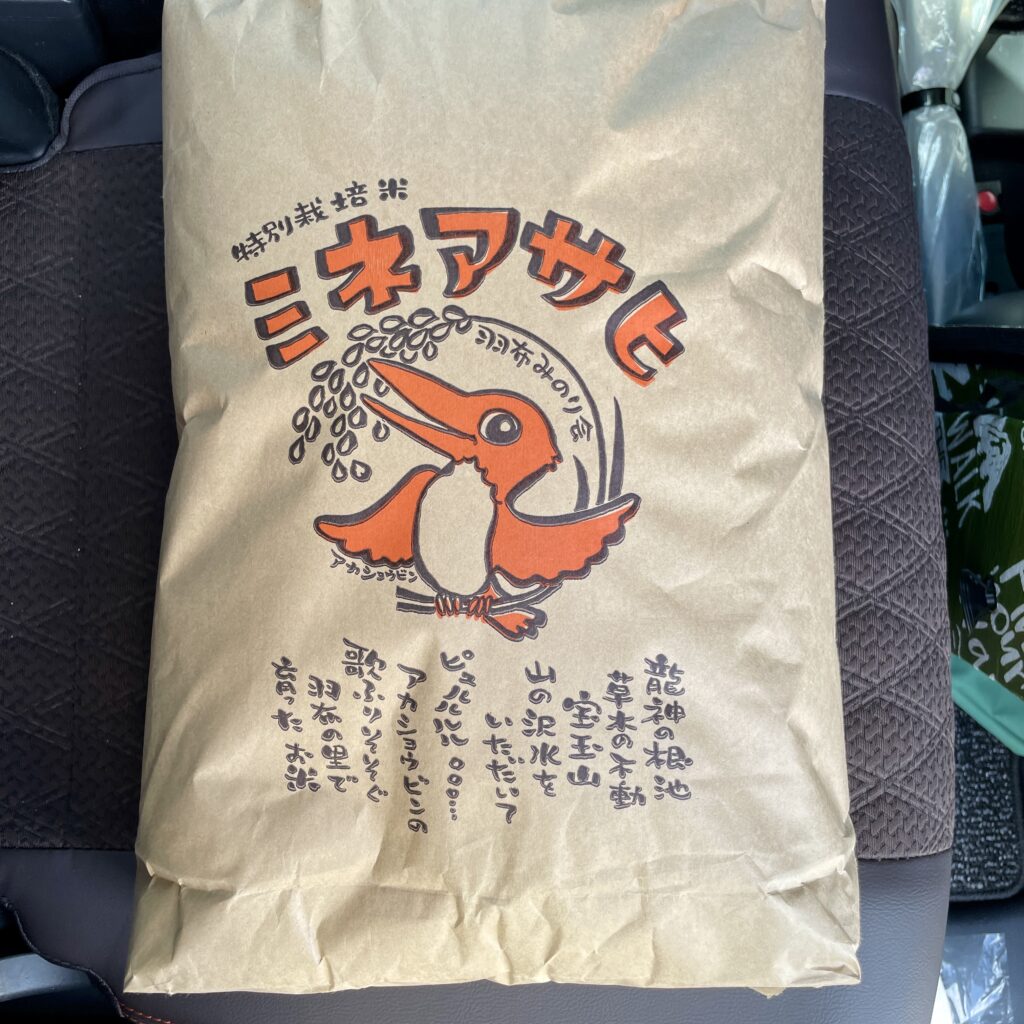 特別栽培米
ミネアサヒ
羽布みのり会
アカショウビン
龍神の根池
草木の不動
宝玉山
山の沢水を
いただいて
ピュルルル 。。。…
アカショウビンの
歌ふりそそぐ
羽布の里で
育ったお米
WALK